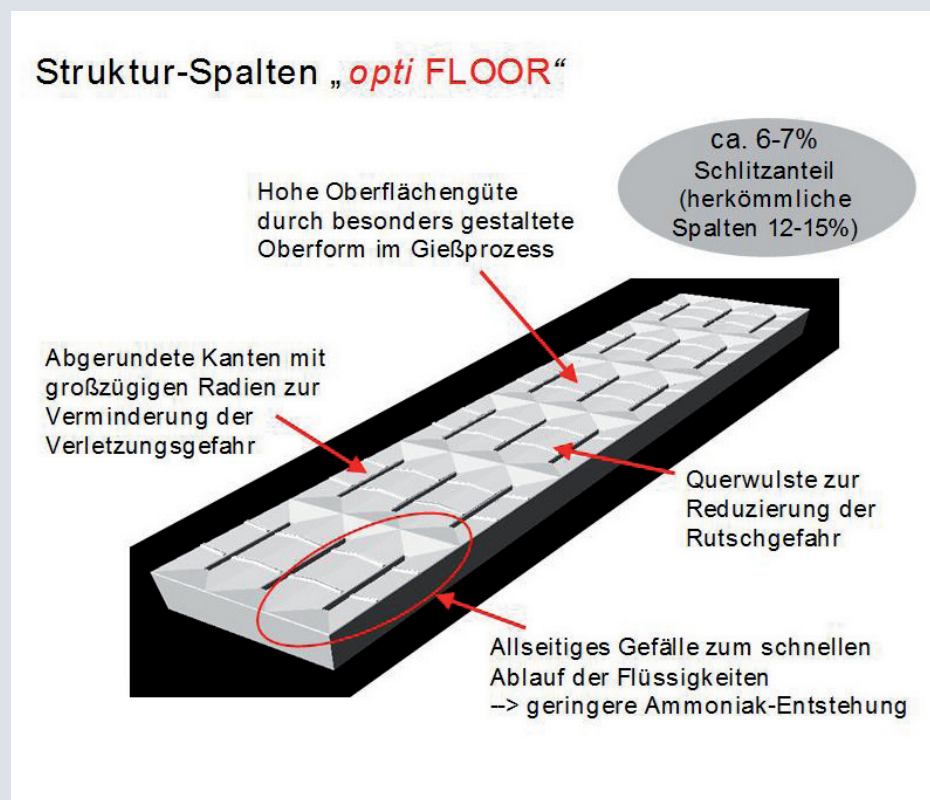 Struktur-Spalten „opti FLOOR“
ca. 6-7%
Schlitzanteil
(herkömmliche
Spalten 12-15%)
Hohe Oberflächengüte
durch besonders gestaltete
Oberform im Gießprozess
Abgerundete Kanten mit
großzügigen Radien zur
Verminderung der
Verletzungsgefahr
Querwulste zur
Reduzierung der
Rutschgefahr
Allseitiges Gefälle zum schnellen
Ablauf der Flüssigkeiten
--> geringere Ammoniak-Entstehung